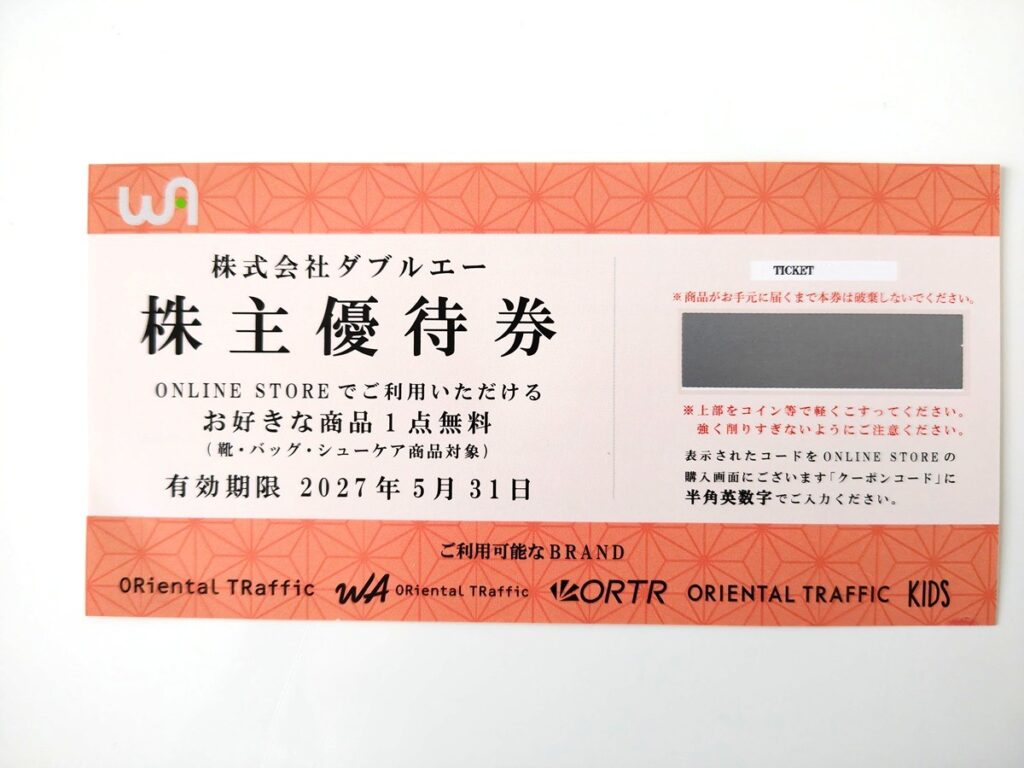 WA
株式会社ダブルエー
株主優待券
ONLINE STOREでご利用いただける
お好きな商品1点無料
(靴・バッグ・シューケア商品対象)
有効期限 2027年5月31日
TICKET
※商品がお手元に届くまで本券は破棄しないでください。
※上部をコイン等で軽くこすってください。
強く削りすぎないようにご注意ください。
表示されたコードをONLINE STOREの
購入画面にございます「クーポンコード」に
半角英数字でご入力ください。
ご利用可能なBRAND
ORiental TRaffic
WA ORiental TRaffic
ORTR
ORIENTAL TRAFFIC KIDS